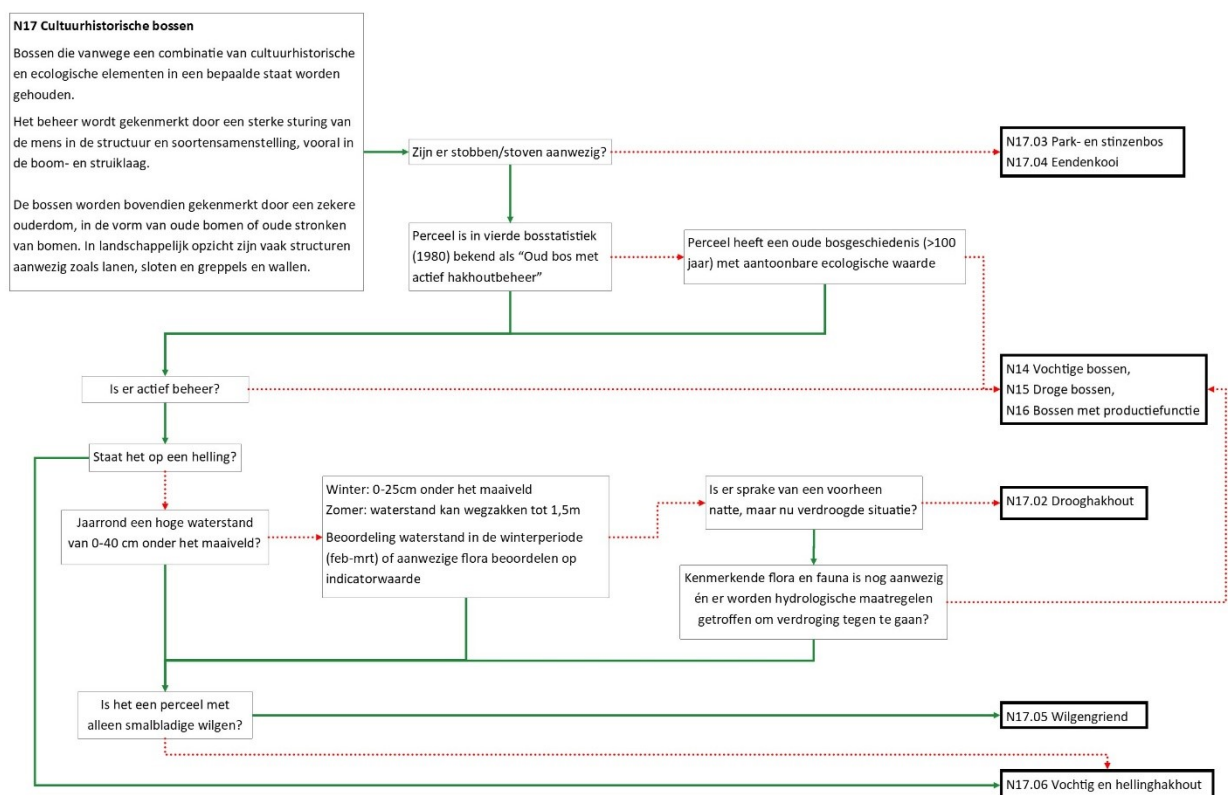 N17 Cultuurhistorische bossen
Bossen die vanwege een combinatie van cultuurhistorische
en ecologische elementen in een bepaalde staat worden
gehouden.
Het beheer wordt gekenmerkt door een sterke sturing van
de mens in de structuur en soortensamenstelling, vooral in
de boom- en struiklaag.
De bossen worden bovendien gekenmerkt door een zekere
ouderdom, in de vorm van oude bomen of oude stronken
van bomen. In landschappelijk opzicht zijn vaak structuren
aanwezig zoals lanen, sloten en greppels en wallen.
Zijn er stobben/stoven aanwezig?
N17.03 Park- en stinzenbos
N17.04 Eendenkooi
Perceel is in vierde bosstatistiek
(1980) bekend als “Oud bos met
actief hakhoutbeheer”
Perceel heeft een oude bosgeschiedenis (>100
jaar) met aantoonbare ecologische waarde
Is er actief beheer?
N14 Vochtige bossen,
N15 Droge bossen,
N16 Bossen met productiefunctie
Staat het op een helling?
Jaarrond een hoge waterstand
van 0-40 cm onder het maaiveld?
Winter: 0-25cm onder het maaiveld
Zomer: waterstand kan wegzakken tot 1,5m
Beoordeling waterstand in de winterperiode
(feb-mrt) of aanwezige flora beoordelen op
indicatorwaarde
Is er sprake van een voorheen
natte, maar nu verdroogde situatie?
N17.02 Drooghakhout
Kenmerkende flora en fauna is nog aanwezig
én er worden hydrologische maatregelen
getroffen om verdroging tegen te gaan?
Is het een perceel met
alleen smalbladige wilgen?
N17.05 Wilgengriend
N17.06 Vochtig en hellinghakhout